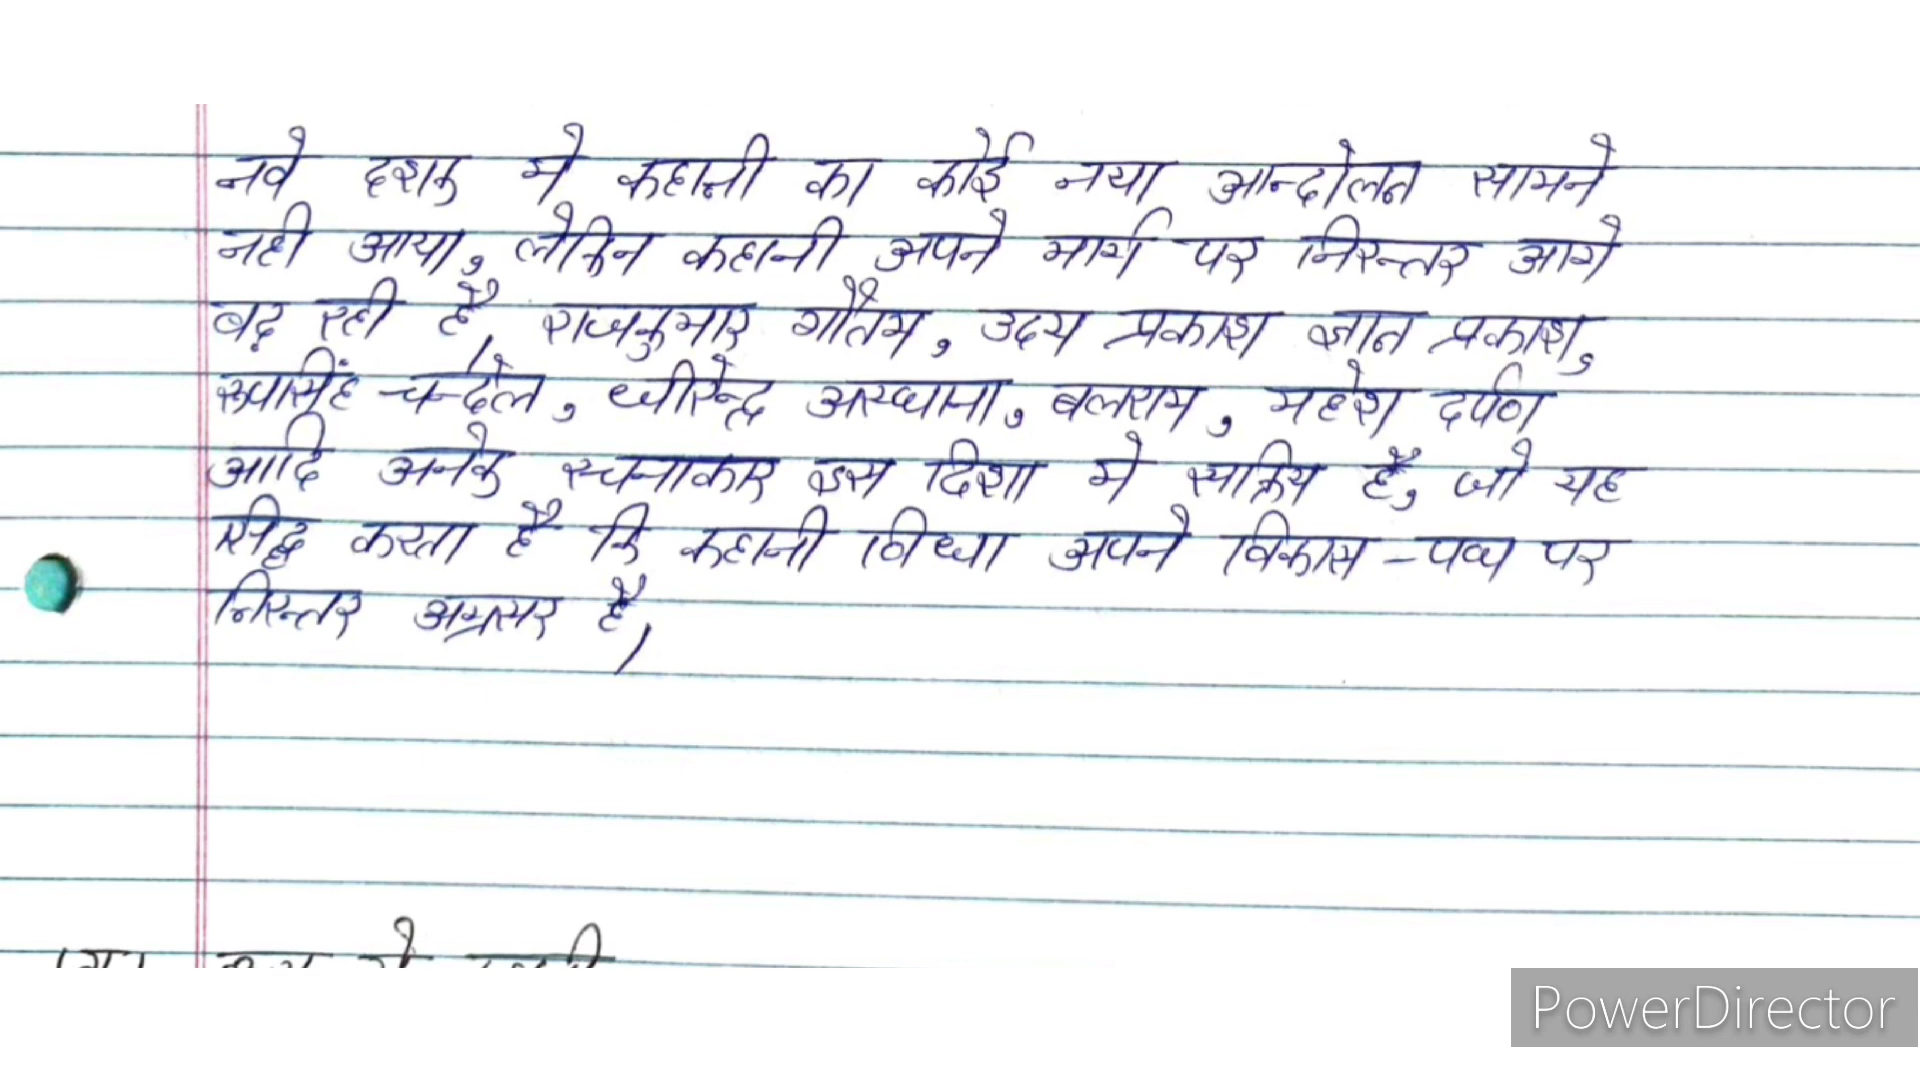 नवे दशक मे कहानी का कोई नया आन्दोलन सामने
नही आया, लेकिन कहानी अपने मार्ग पर निरन्तर आगे
बढ़ रही है, राजकुमार गौतम, उदय प्रकाश ज्ञान प्रकाश,
रूपसिंह चन्देल, धीरेन्द्र अस्थाना, बलराम, महेश दर्पण
आदि अनेक रचनाकार इस दिशा मे सक्रिय हैं, जो यह
सिद्ध करता है कि कहानी विधा अपने विकास-पथ पर
निरन्तर अग्रसर है,
PowerDirector